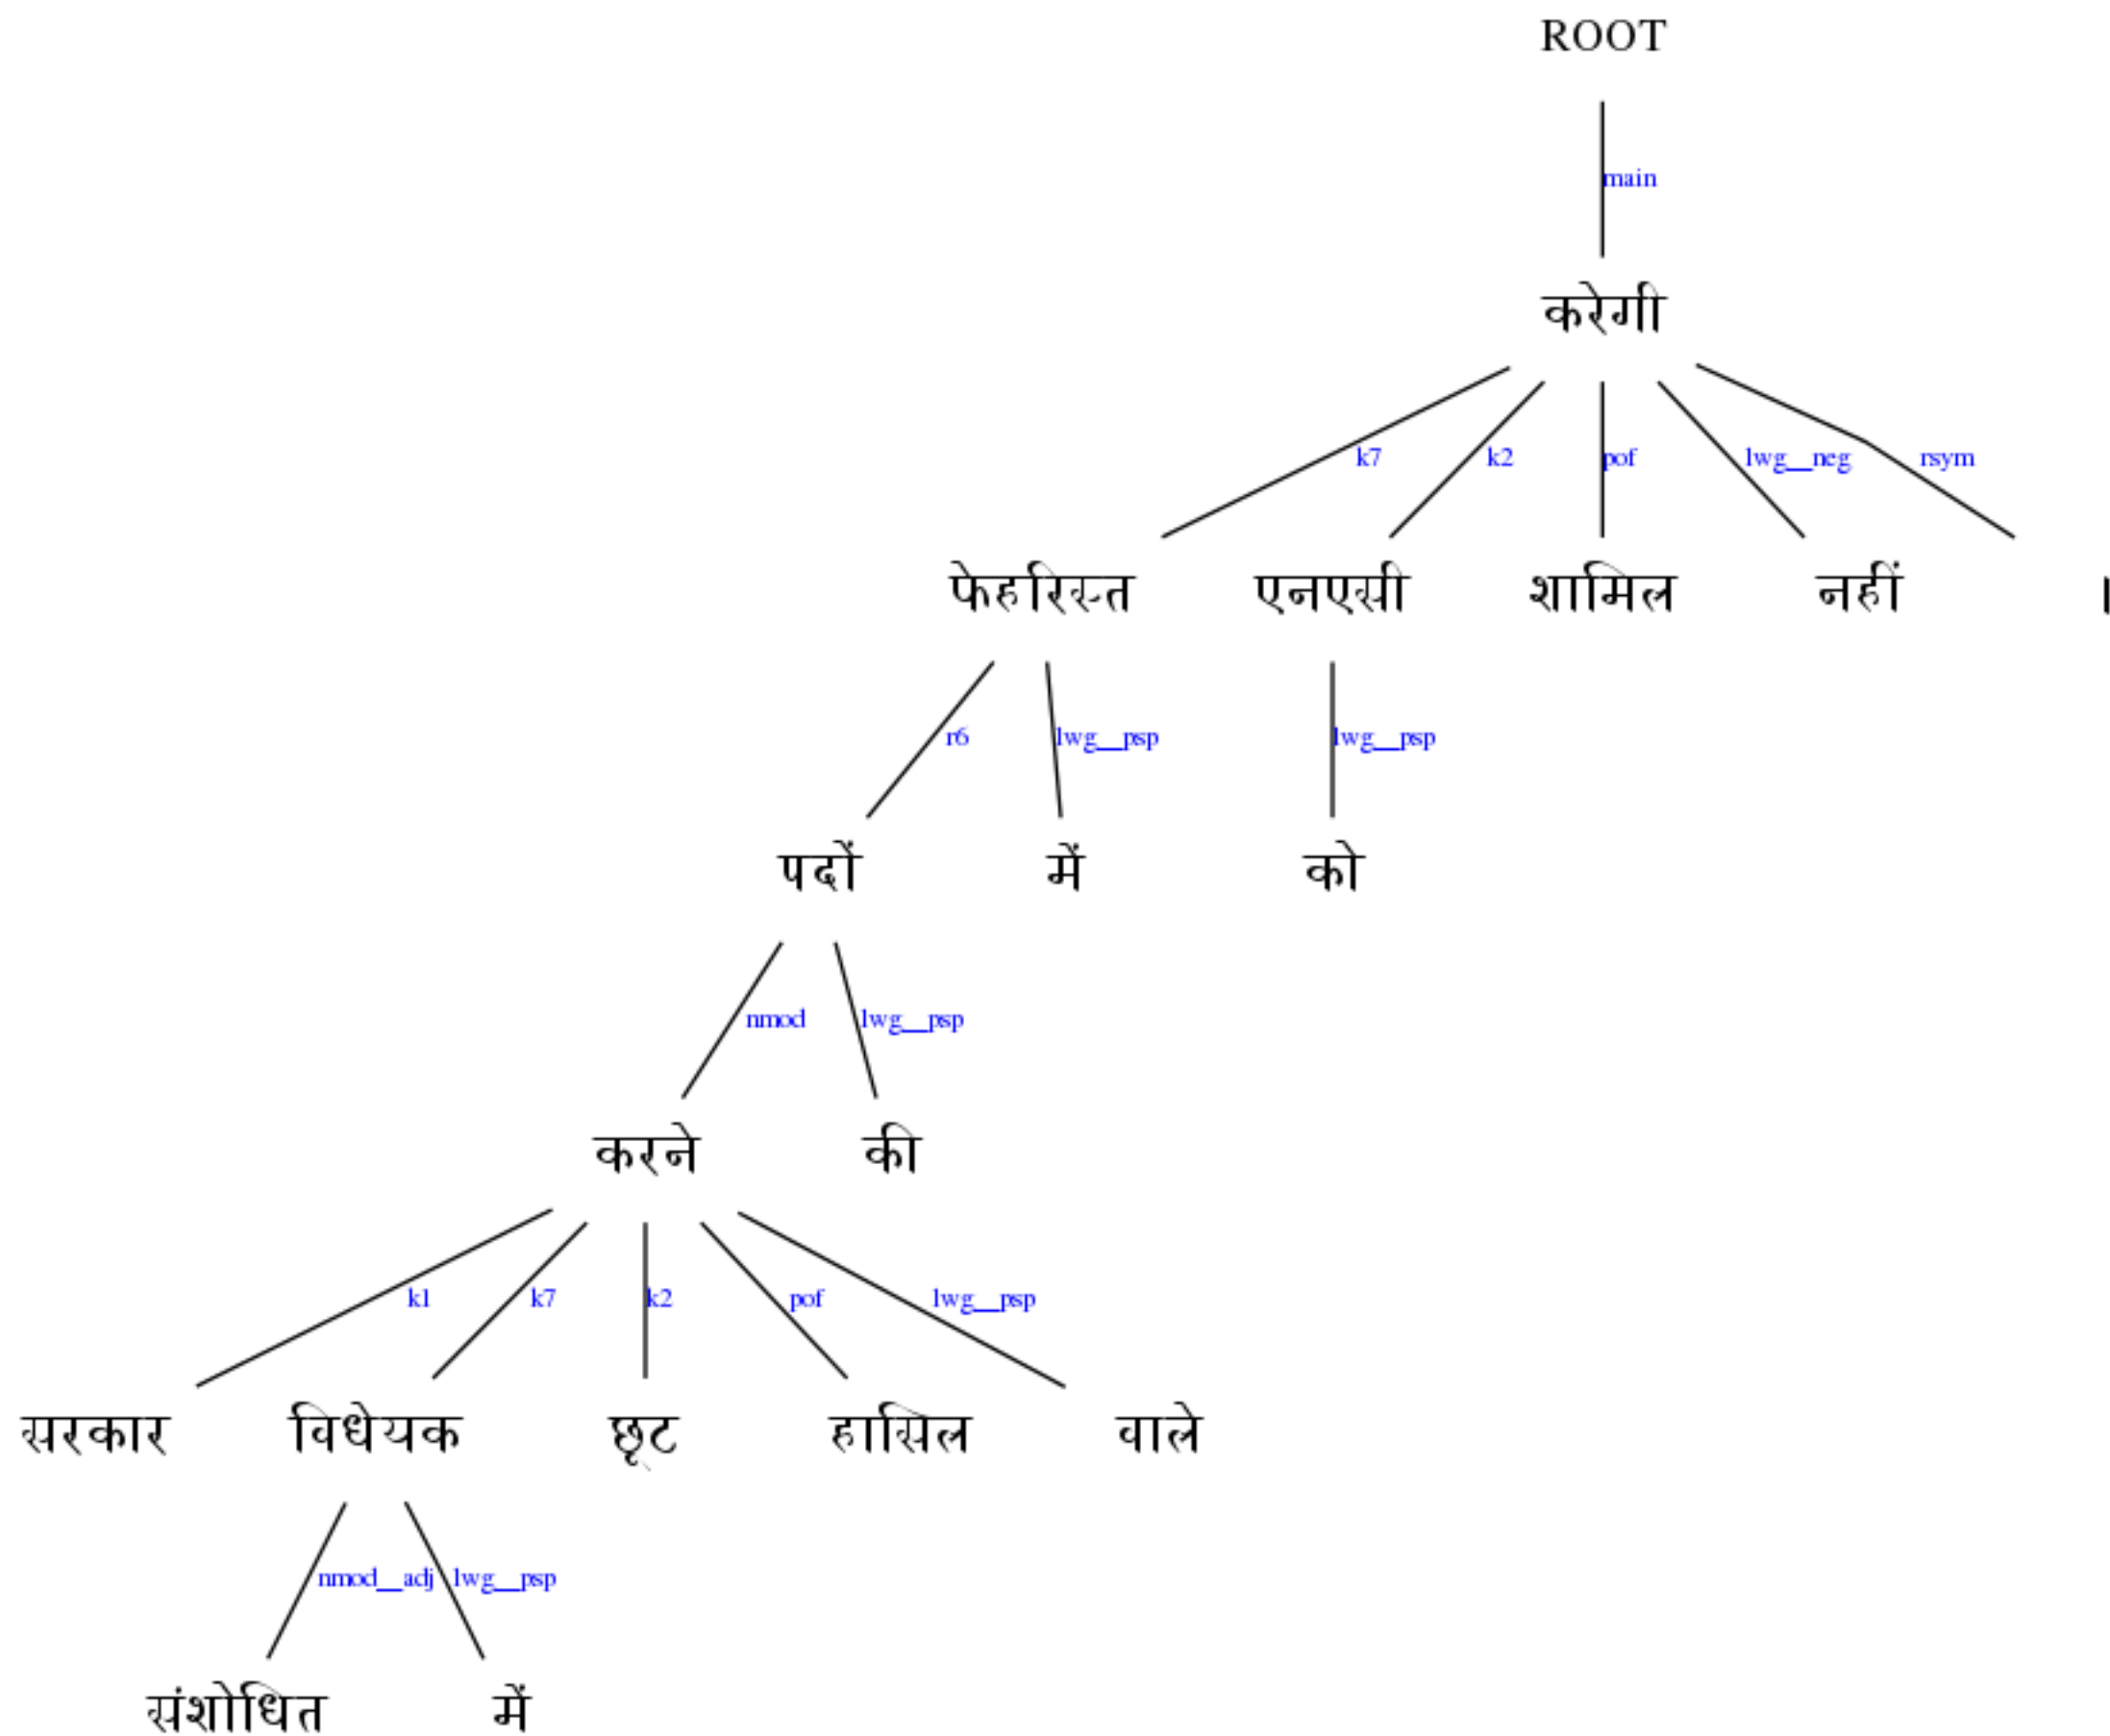 ROOT
main
करेगी
k7 k2 pof lwg__neg rsym
फेहरिस्त एनएसी शामिल नहीं ।
r6 lwg__psp lwg__psp
पदों में को
nmod lwg__psp
करने की
k1 k7 k2 pof lwg__psp
सरकार विधेयक छूट हासिल वाले
nmod__adj lwg__psp
संशोधित में